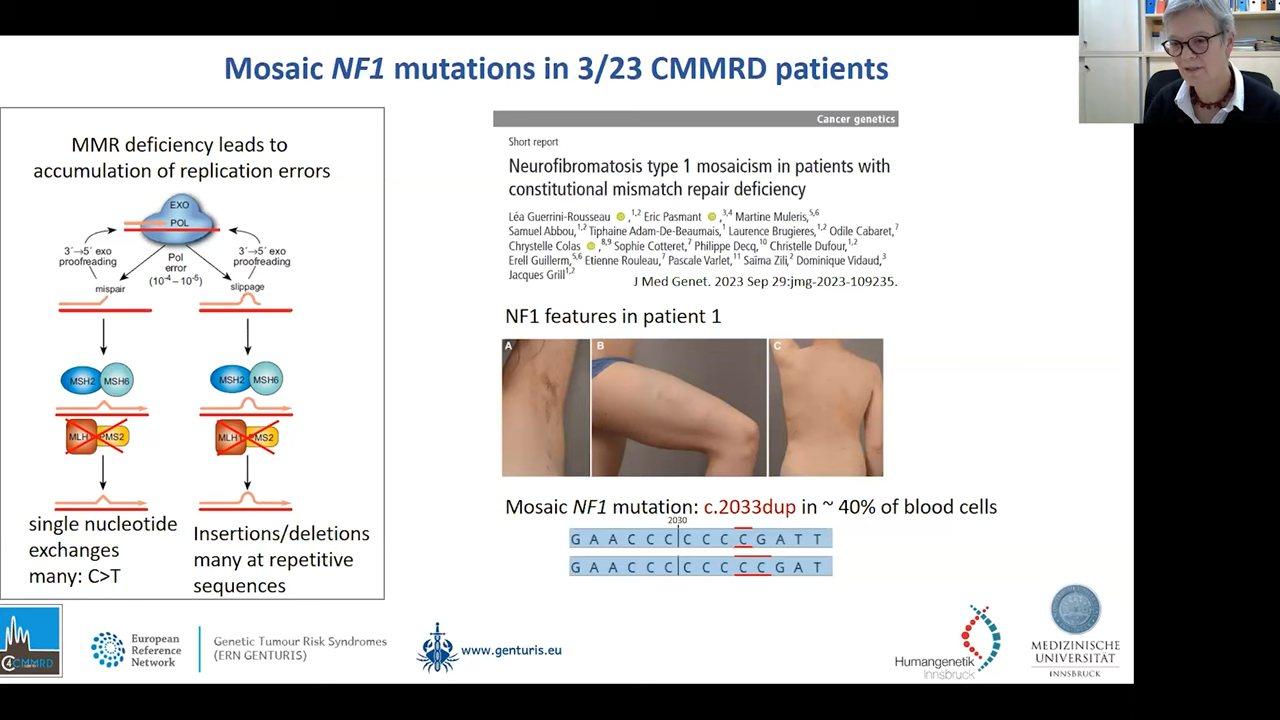 Mosaic NF1 mutations in 3/23 CMMRD patients
MMR deficiency leads to
accumulation of replication errors
EXO
POL
3´→5´ exo
proofreading
Pol
error
(10⁻⁴ – 10⁻⁵)
3´→5´ exo
proofreading
mispair
slippage
MSH2 MSH6
MSH2 MSH6
PMS2
PMS2
single nucleotide
exchanges
many: C>T
Insertions/deletions
many at repetitive
sequences
Cancer genetics
Short report
Neurofibromatosis type 1 mosaicism in patients with
constitutional mismatch repair deficiency
Léa Guerrini-Rousseau ,1,2 Eric Pasmant ,3,4 Martine Muleris,5,6
Samuel Abbou,1,2 Tiphaine Adam-De-Beaumais,1 Laurence Brugieres,1,2 Odile Cabaret,7
Chrystelle Colas ,8,9 Sophie Cotteret,7 Philippe Decq,10 Christelle Dufour,1,2
Erell Guillerm,5,6 Etienne Rouleau,7 Pascale Varlet,11 Saïma Zili,2 Dominique Vidaud,3
Jacques Grill1,2
J Med Genet. 2023 Sep 29:jmg-2023-109235.
NF1 features in patient 1
A
B
C
Mosaic NF1 mutation: c.2033dup in ~ 40% of blood cells
2030
G A A C C C C C C C G A T T
G A A C C C C C C C C G A T
4CMMRD
European
Reference
Network
Genetic Tumour Risk Syndromes
(ERN GENTURIS)
www.genturis.eu
Humangenetik
Innsbruck
MEDIZINISCHE
UNIVERSITÄT
INNSBRUCK